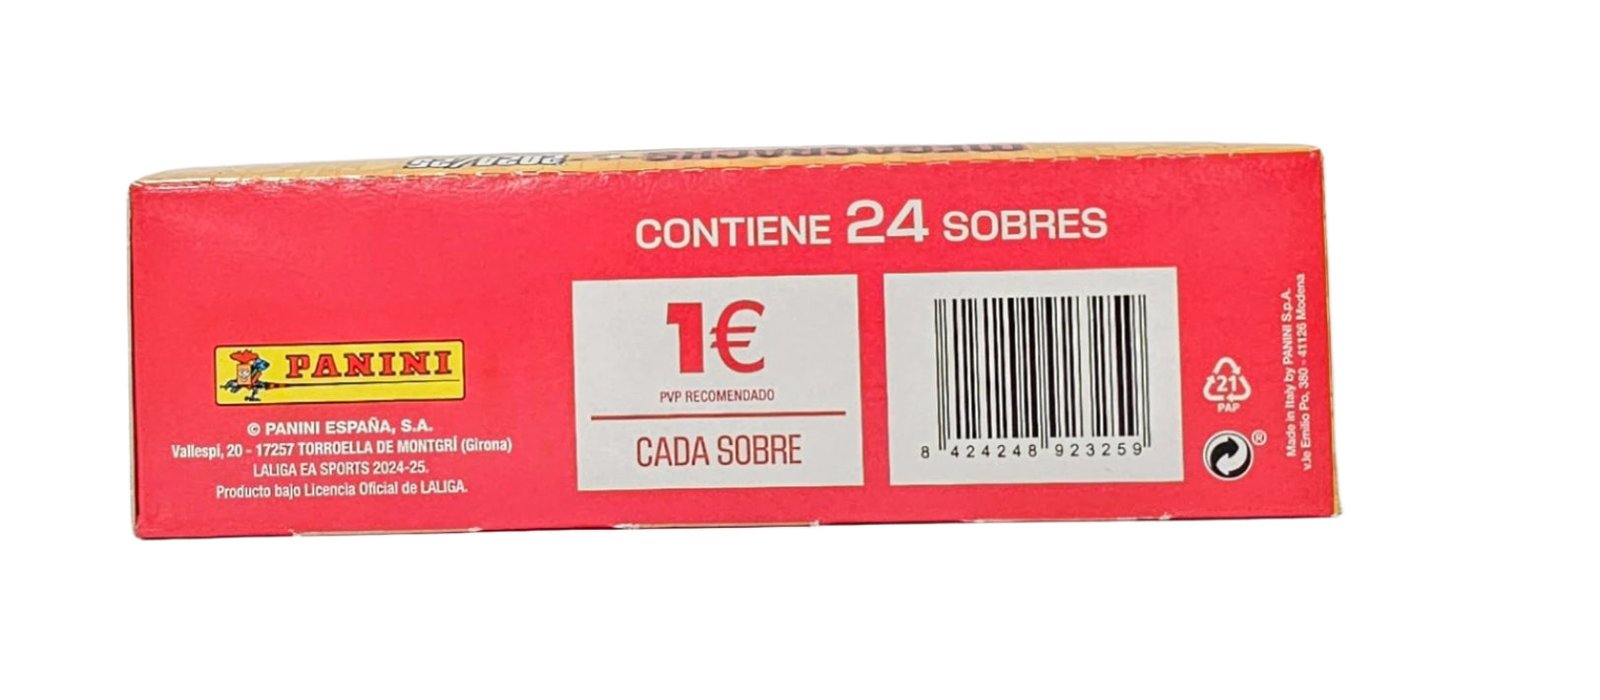 CONTIENE 24 SOBRES
1€
PVP RECOMENDADO
CADA SOBRE
8 424248 923259
PANINI
© PANINI ESPAÑA, S.A.
Vallespí, 20 - 17257 TORROELLA DE MONTGRÍ (Girona)
LALIGA EA SPORTS 2024-25.
Producto bajo Licencia Oficial de LALIGA.
21
PAP
®
Made in Italy by PANINI S.p.A.
v.le Emilio Po, 380 - 41126 Modena